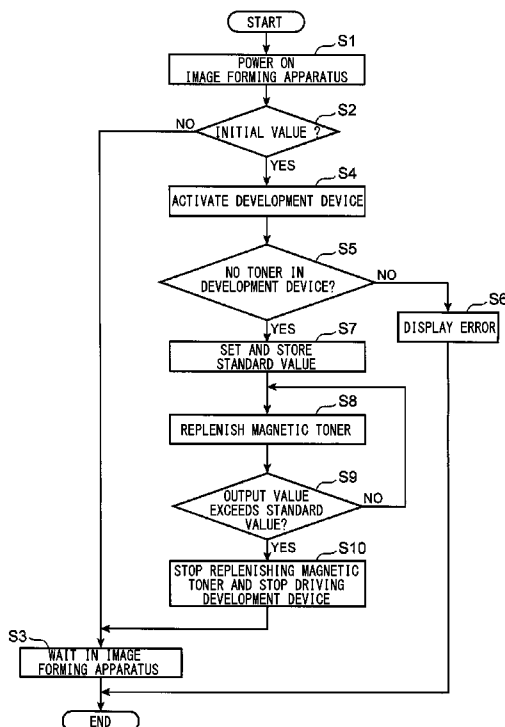 START
S1
POWER ON
IMAGE FORMING APPARATUS
S2
NO
INITIAL VALUE ?
YES
S4
ACTIVATE DEVELOPMENT DEVICE
S5
NO TONER IN
DEVELOPMENT DEVICE?
NO
S6
DISPLAY ERROR
YES
S7
SET AND STORE
STANDARD VALUE
S8
REPLENISH MAGNETIC TONER
S9
OUTPUT VALUE
EXCEEDS STANDARD
VALUE?
NO
YES
S10
STOP REPLENISHING MAGNETIC
TONER AND STOP DRIVING
DEVELOPMENT DEVICE
S3
WAIT IN IMAGE
FORMING APPARATUS
END